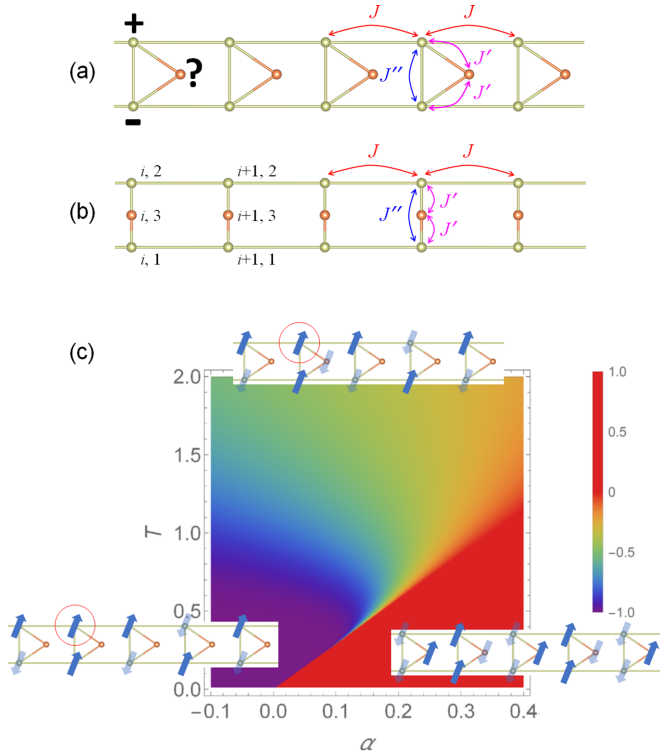 +
J
J
(a)
?
J″
J′
J′
−
i, 2
i+1, 2
J
J
(b)
i, 3
i+1, 3
J″
J′
J′
i, 1
i+1, 1
(c)
2.0
1.5
1.0
0.5
0.0
T
−0.1
0.0
0.1
0.2
0.3
0.4
α
1.0
0.5
0
−0.5
−1.0